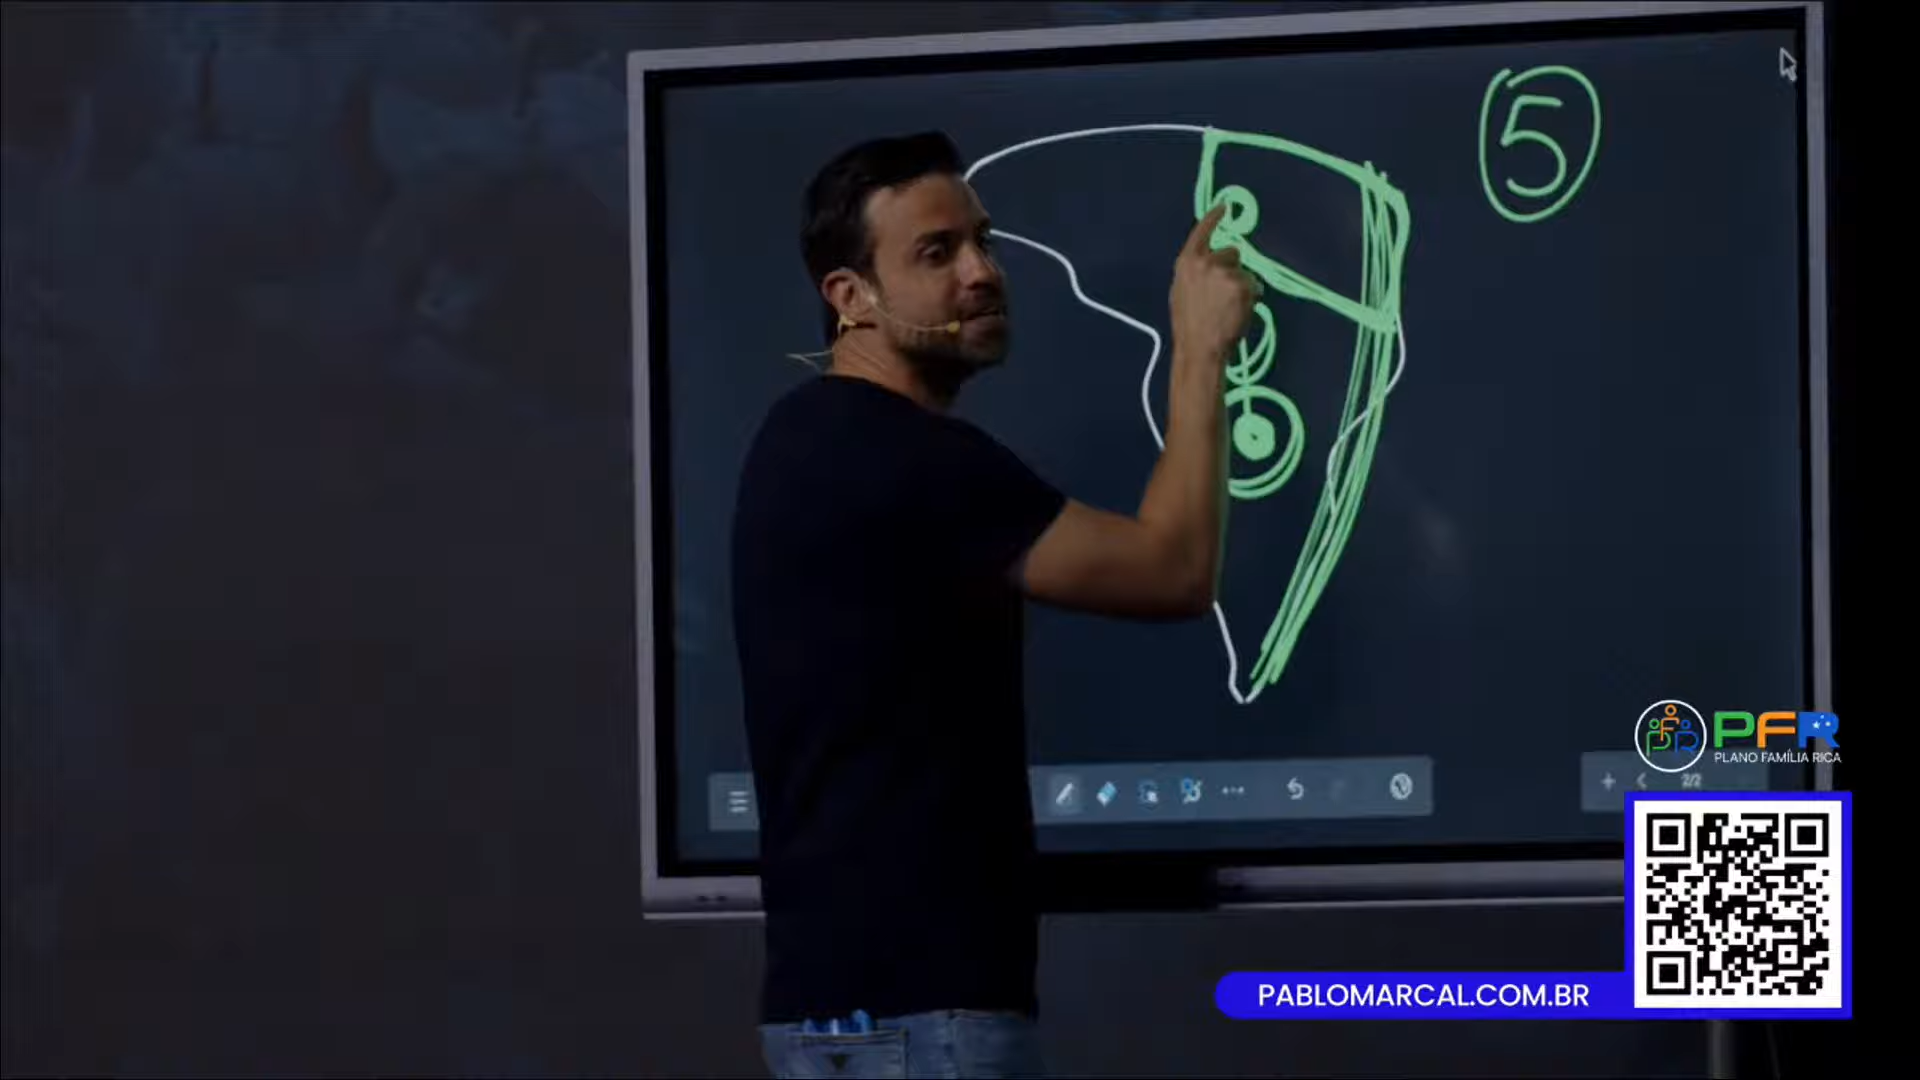 5
PFR
PLANO FAMÍLIA RICA
2/2
PABLOMARCAL.COM.BR